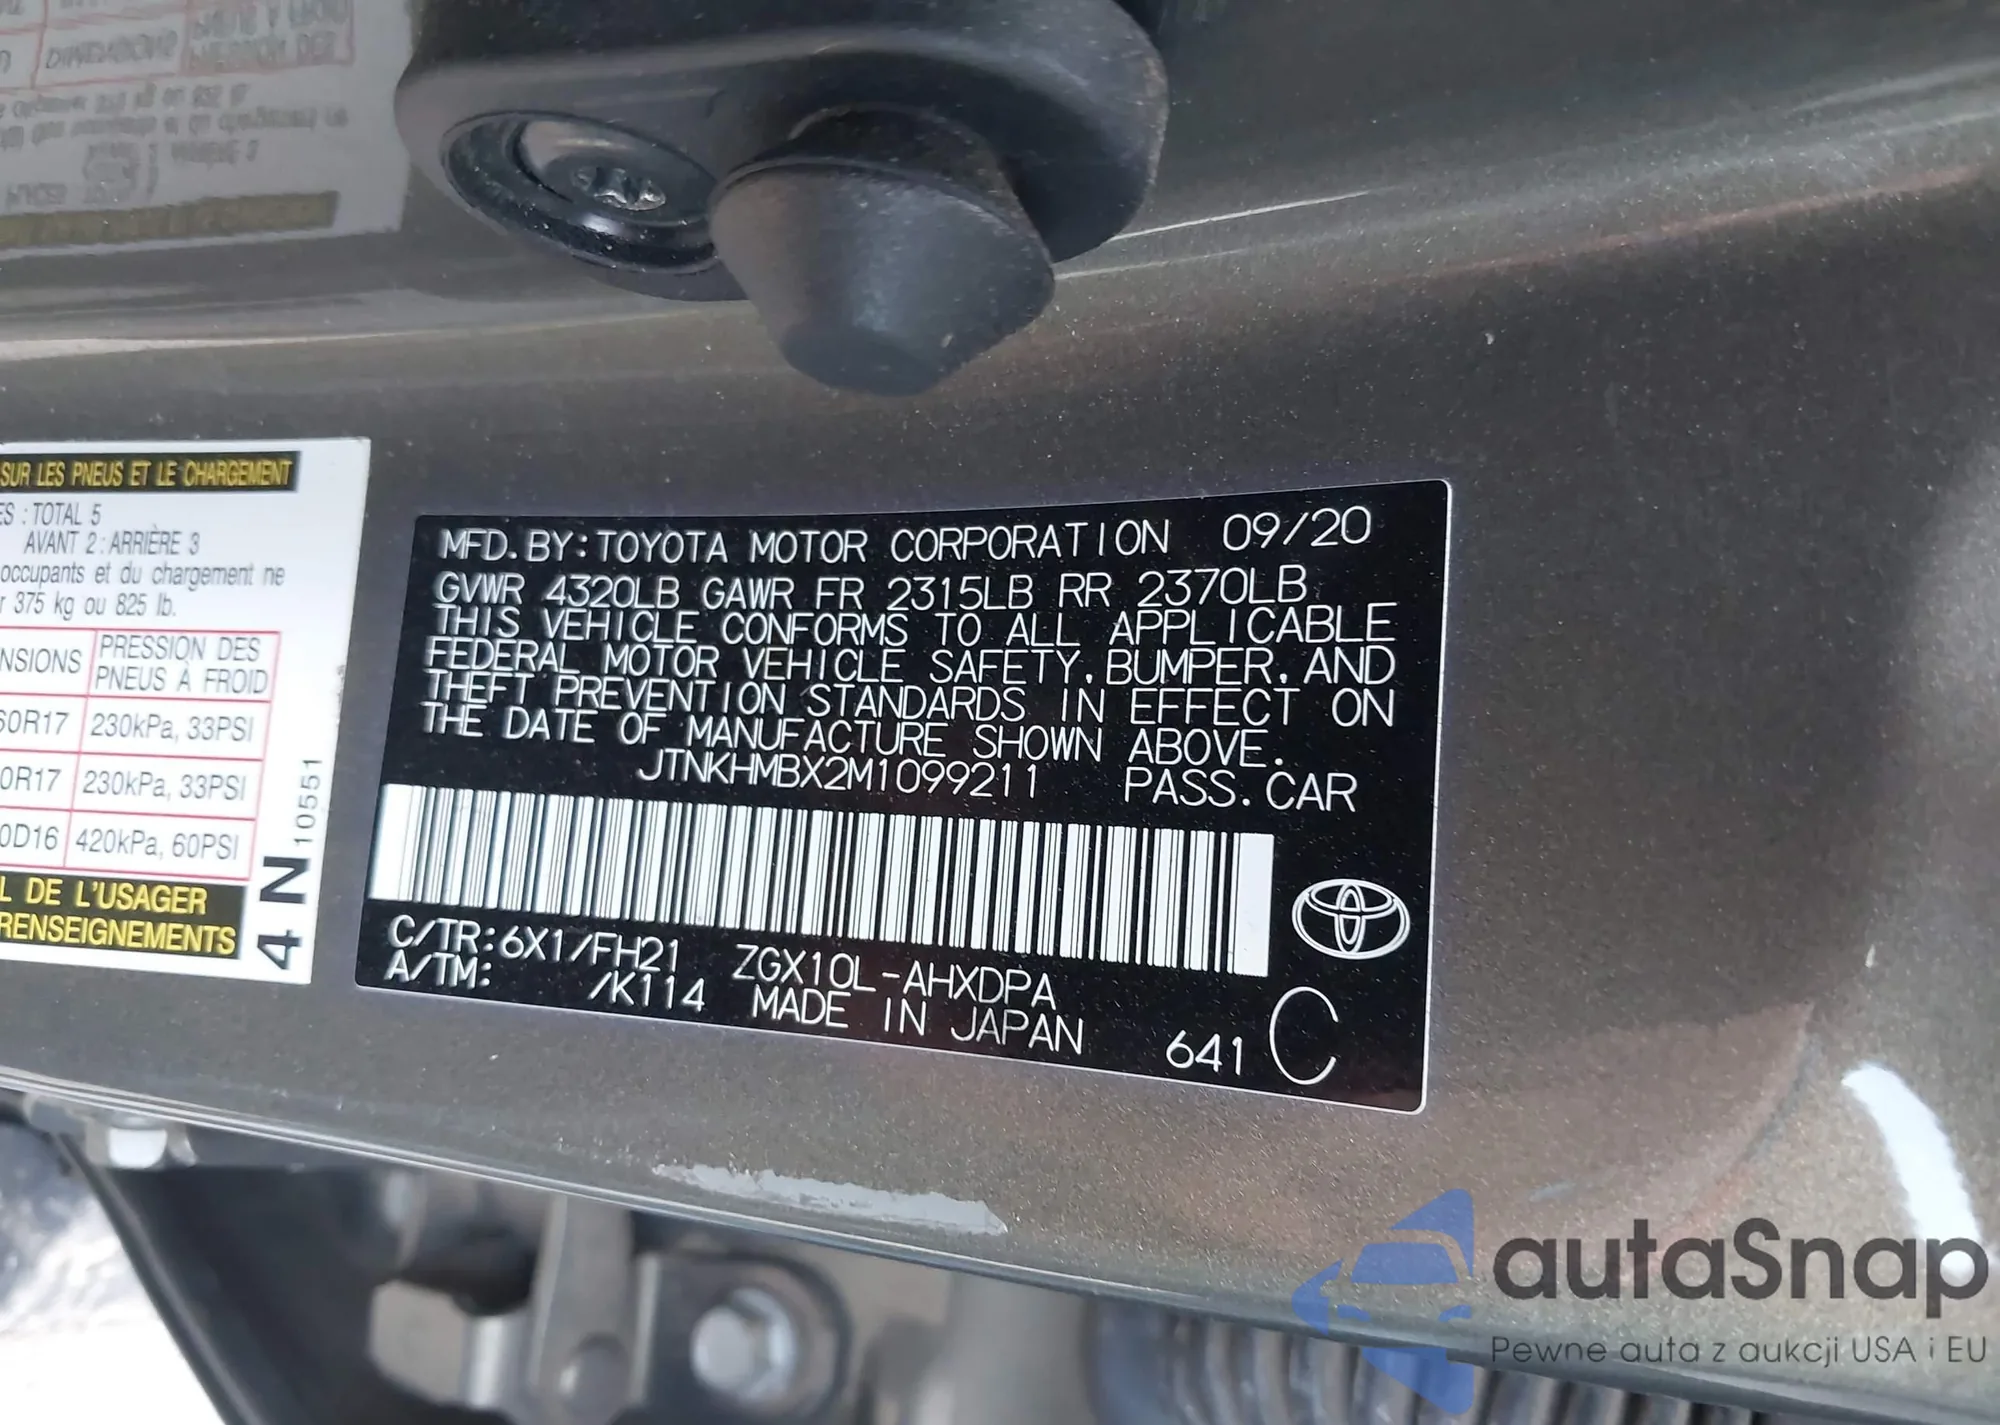 SUR LES PNEUS ET LE CHARGEMENT
ES : TOTAL 5
AVANT 2 : ARRIÈRE 3
occupants et du chargement ne
r 375 kg ou 825 lb.
NSIONS
PRESSION DES
PNEUS À FROID
60R17 230kPa, 33PSI
0R17 230kPa, 33PSI
0D16 420kPa, 60PSI
L DE L'USAGER
RENSEIGNEMENTS
4N 10551
MFD. BY: TOYOTA MOTOR CORPORATION 09/20
GVWR 4320LB GAWR FR 2315LB RR 2370LB
THIS VEHICLE CONFORMS TO ALL APPLICABLE
FEDERAL MOTOR VEHICLE SAFETY, BUMPER, AND
THEFT PREVENTION STANDARDS IN EFFECT ON
THE DATE OF MANUFACTURE SHOWN ABOVE.
JTNKHMBX2M1099211 PASS. CAR
C/TR: 6X1/FH21 ZGX10L-AHXDPA
A/TM: /K114 MADE IN JAPAN 641 C
autaSnap
Pewne auta z aukcji USA i EU